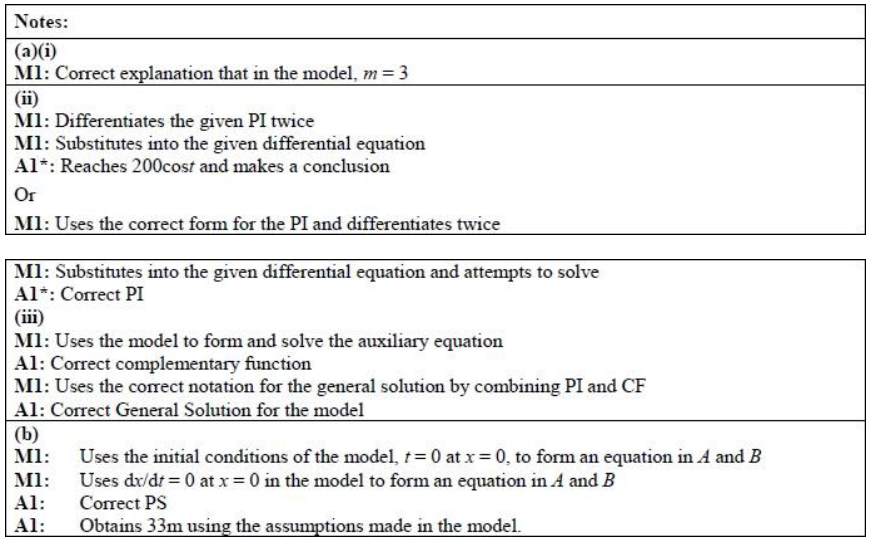 Notes:
(a)(i)
M1: Correct explanation that in the model, m = 3
(ii)
M1: Differentiates the given PI twice
M1: Substitutes into the given differential equation
A1*: Reaches 200cost and makes a conclusion
Or
M1: Uses the correct form for the PI and differentiates twice
M1: Substitutes into the given differential equation and attempts to solve
A1*: Correct PI
(iii)
M1: Uses the model to form and solve the auxiliary equation
A1: Correct complementary function
M1: Uses the correct notation for the general solution by combining PI and CF
A1: Correct General Solution for the model
(b)
M1: Uses the initial conditions of the model, t = 0 at x = 0, to form an equation in A and B
M1: Uses dx/dt = 0 at x = 0 in the model to form an equation in A and B
A1: Correct PS
A1: Obtains 33m using the assumptions made in the model.